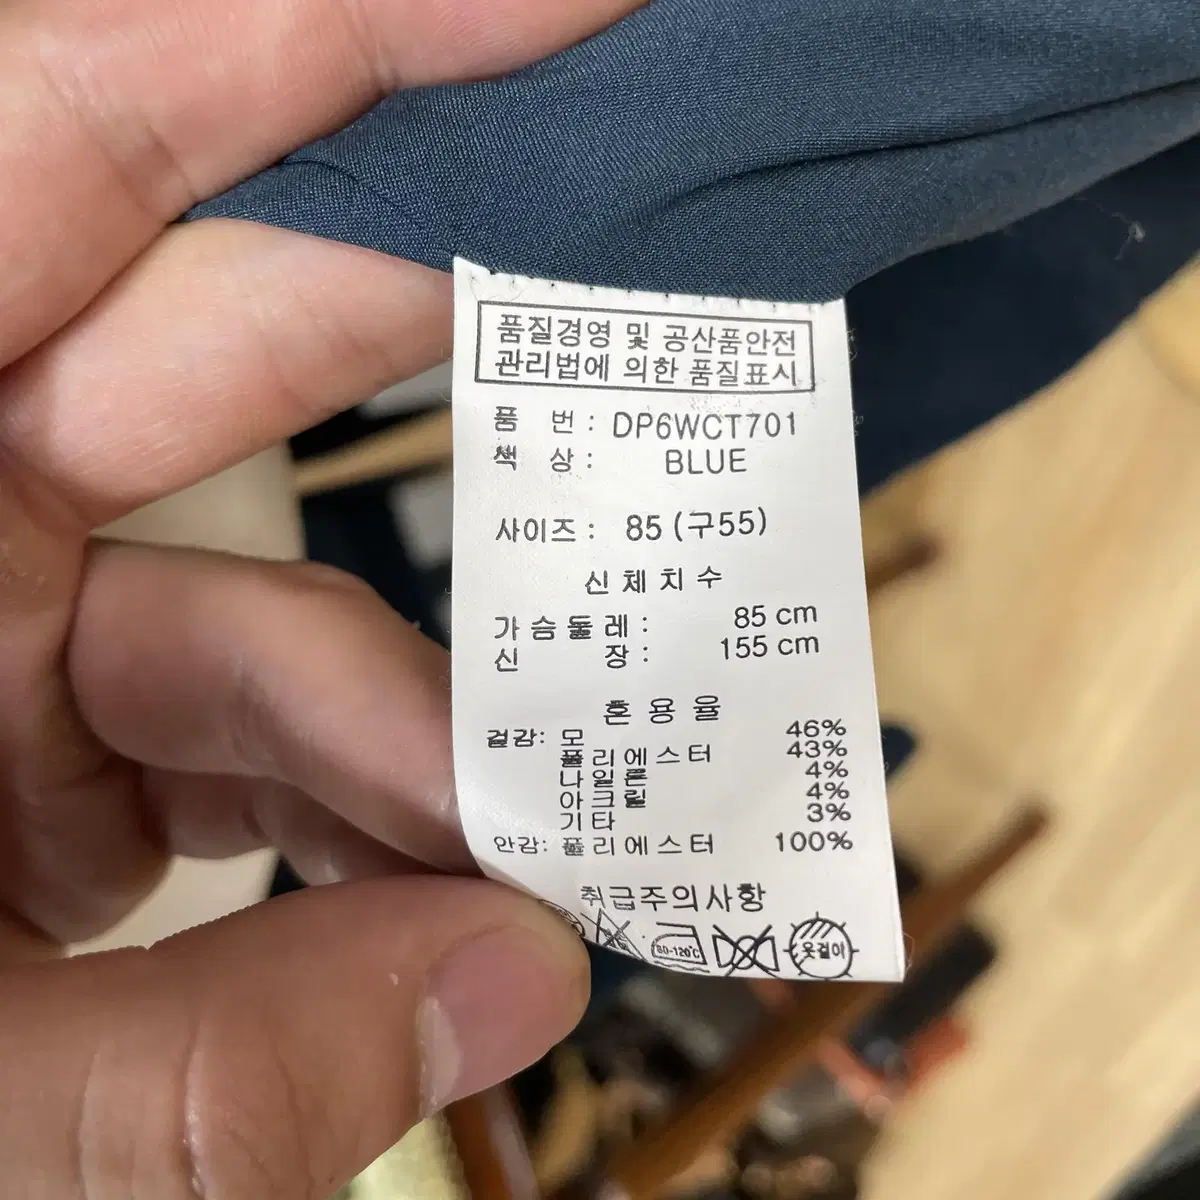 품질경영 및 공산품안전
관리법에 의한 품질표시
품 번 : DP6WCT701
색 상 : BLUE
사이즈 : 85 (구55)
신체치수
가슴둘레 : 85 cm
신 장 : 155 cm
혼용율
겉감: 모 46%
폴리에스터 43%
나일론 4%
아크릴 4%
기타 3%
안감: 폴리에스터 100%
취급주의사항
80-120℃ 옷걸이